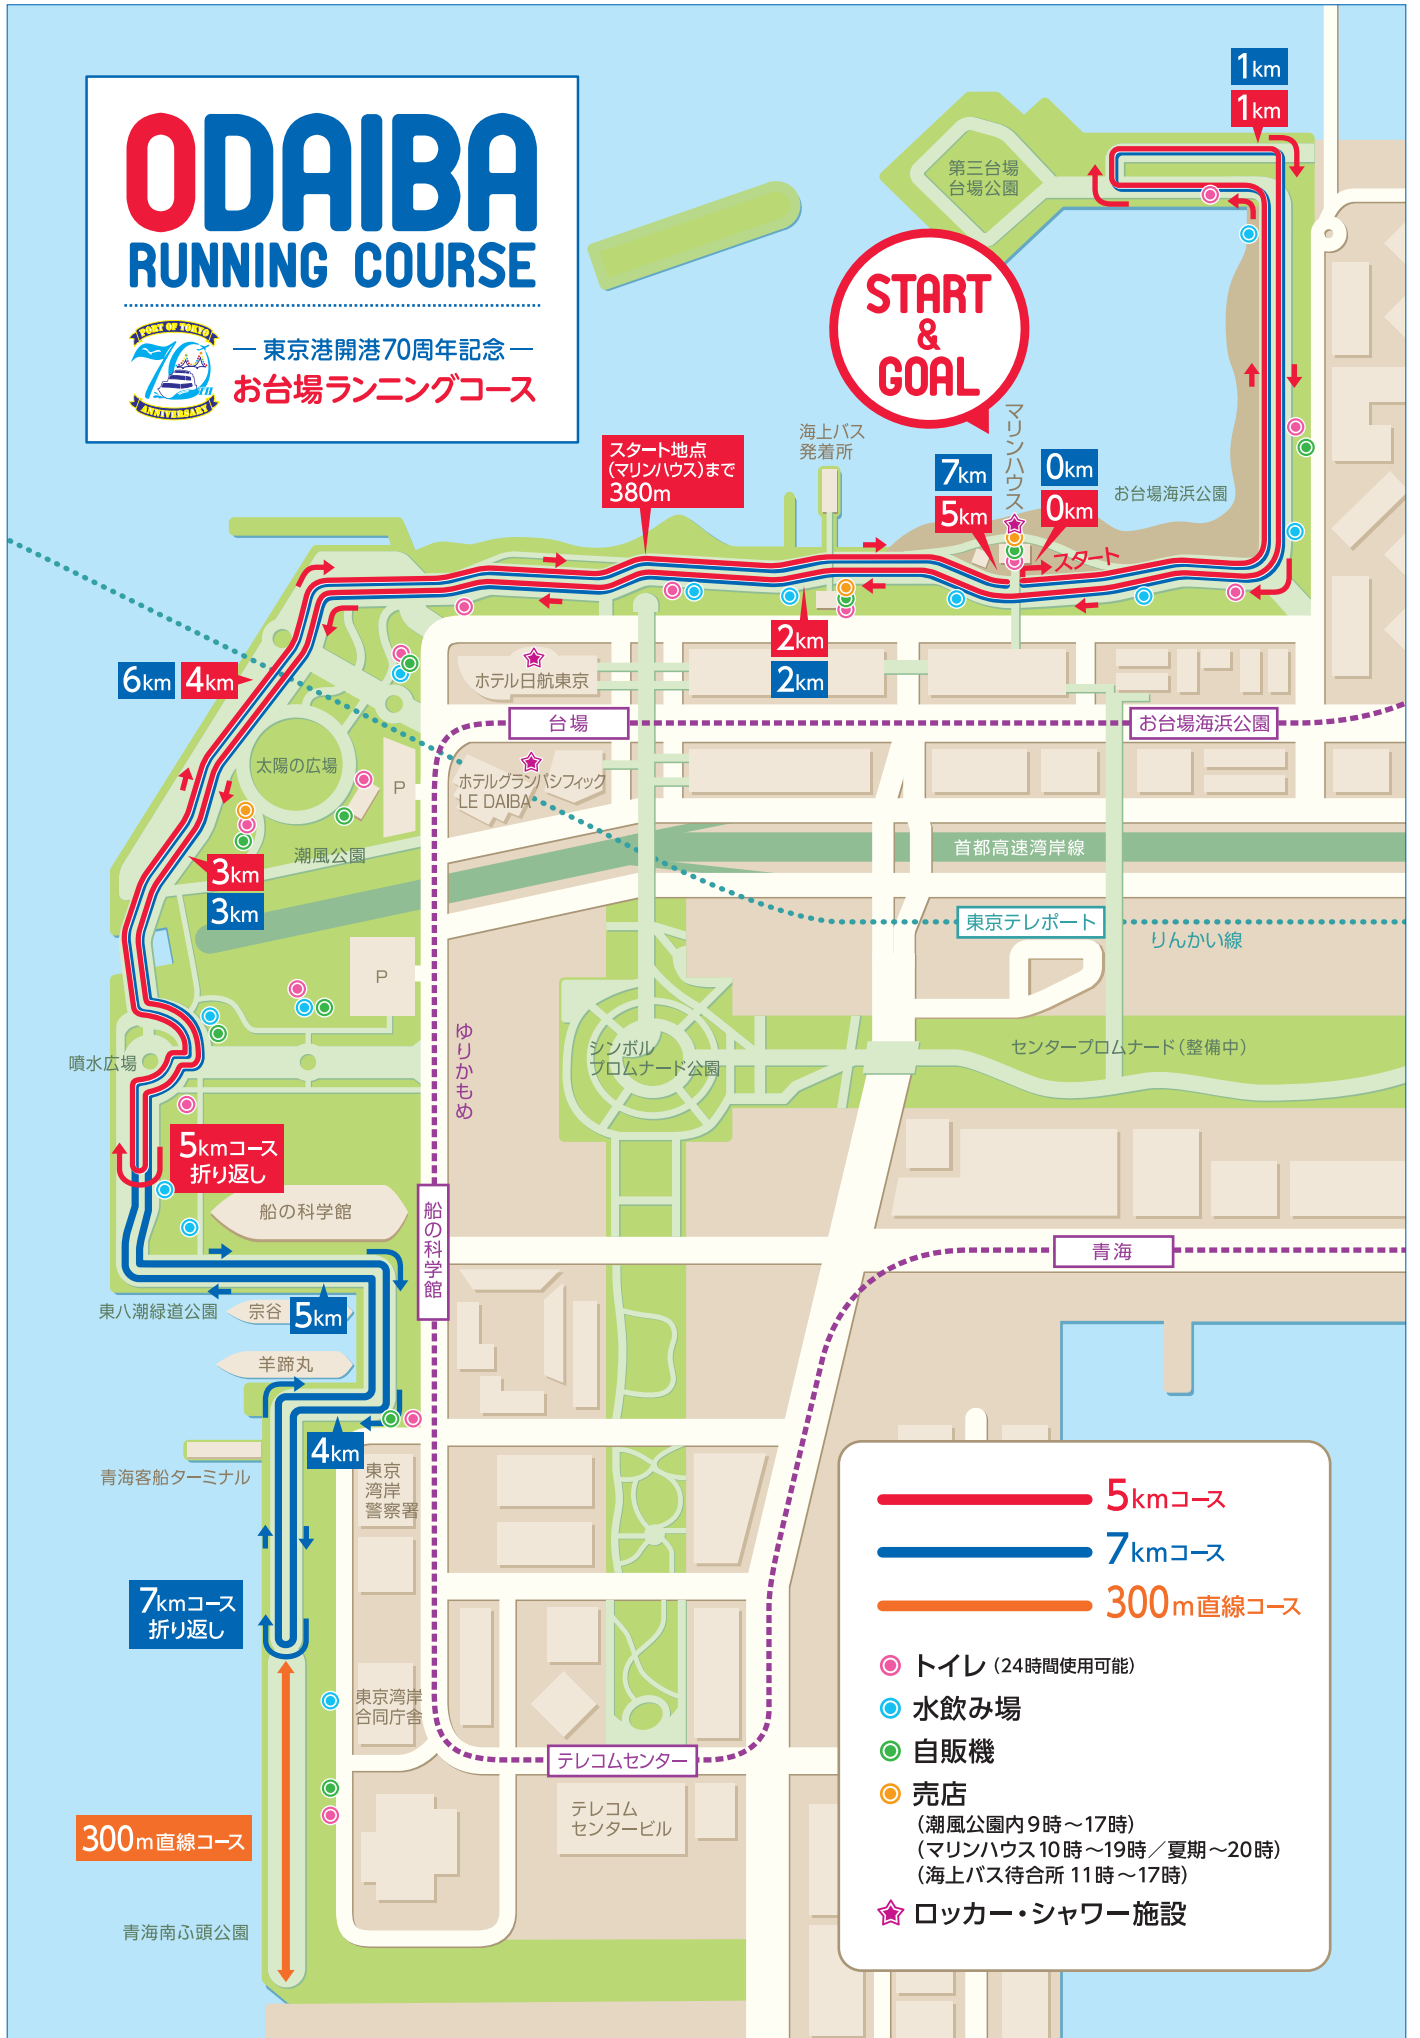 ODAIBA
RUNNING COURSE
PORT OF TOKYO
70TH
ANNIVERSARY
— 東京港開港70周年記念 —
お台場ランニングコース
1km
1km
第三台場
台場公園
START
&
GOAL
マリンハウス
海上バス
発着所
スタート地点
(マリンハウス)まで
380m
7km
5km
0km
0km
お台場海浜公園
スタート
2km
2km
6km
4km
ホテル日航東京
台場
お台場海浜公園
太陽の広場
P
ホテルグランパシフィック
LE DAIBA
潮風公園
3km
3km
首都高速湾岸線
東京テレポート
りんかい線
P
ゆりかもめ
噴水広場
シンボル
プロムナード公園
センタープロムナード(整備中)
5kmコース
折り返し
船の科学館
船の科学館
青海
東八潮緑道公園
宗谷
5km
羊蹄丸
4km
青海客船ターミナル
東京
湾岸
警察署
7kmコース
折り返し
東京湾岸
合同庁舎
テレコムセンター
テレコム
センタービル
300m直線コース
青海南ふ頭公園
5kmコース
7kmコース
300m直線コース
トイレ (24時間使用可能)
水飲み場
自販機
売店
(潮風公園内9時～17時)
(マリンハウス10時～19時／夏期～20時)
(海上バス待合所 11時～17時)
ロッカー・シャワー施設